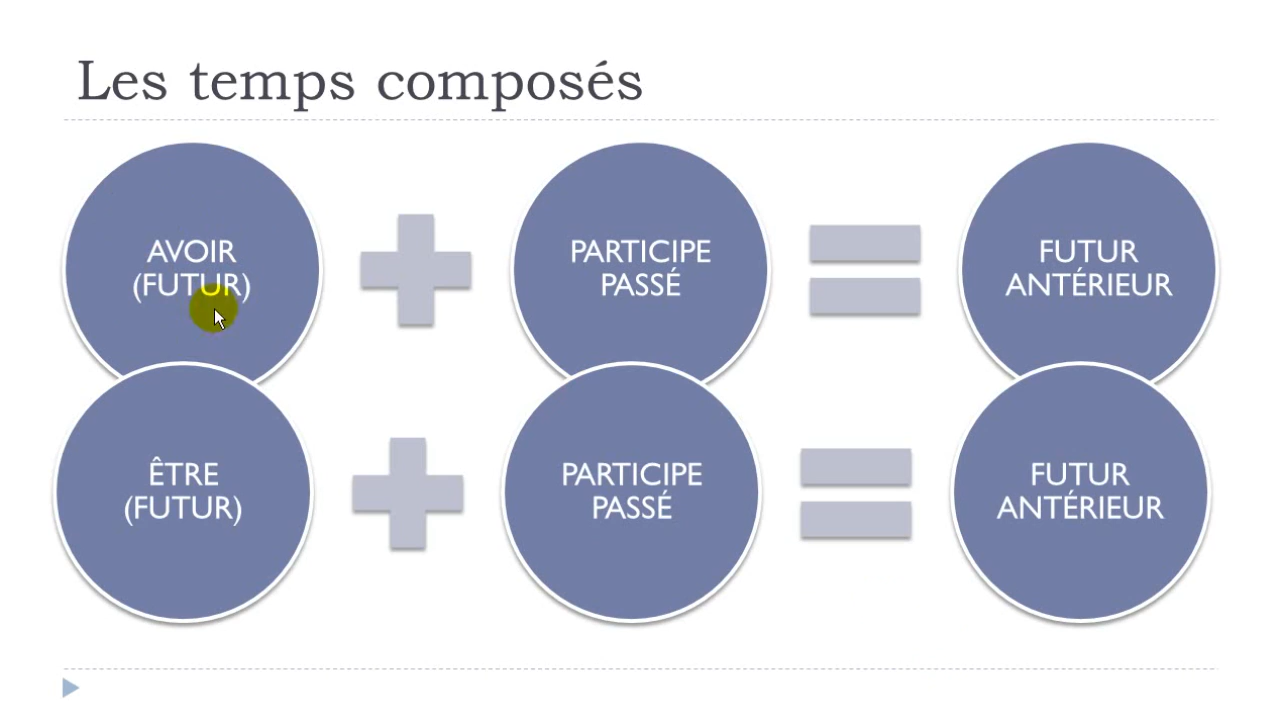 Les temps composés
AVOIR
(FUTUR)
PARTICIPE
PASSÉ
FUTUR
ANTÉRIEUR
ÊTRE
(FUTUR)
PARTICIPE
PASSÉ
FUTUR
ANTÉRIEUR